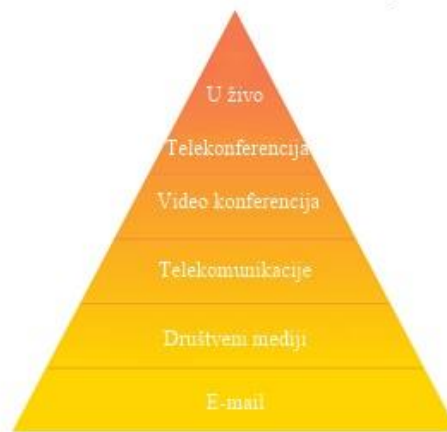 U živo
Telekonferencija
Video konferencija
Telekomunikacije
Društveni mediji
E-mail